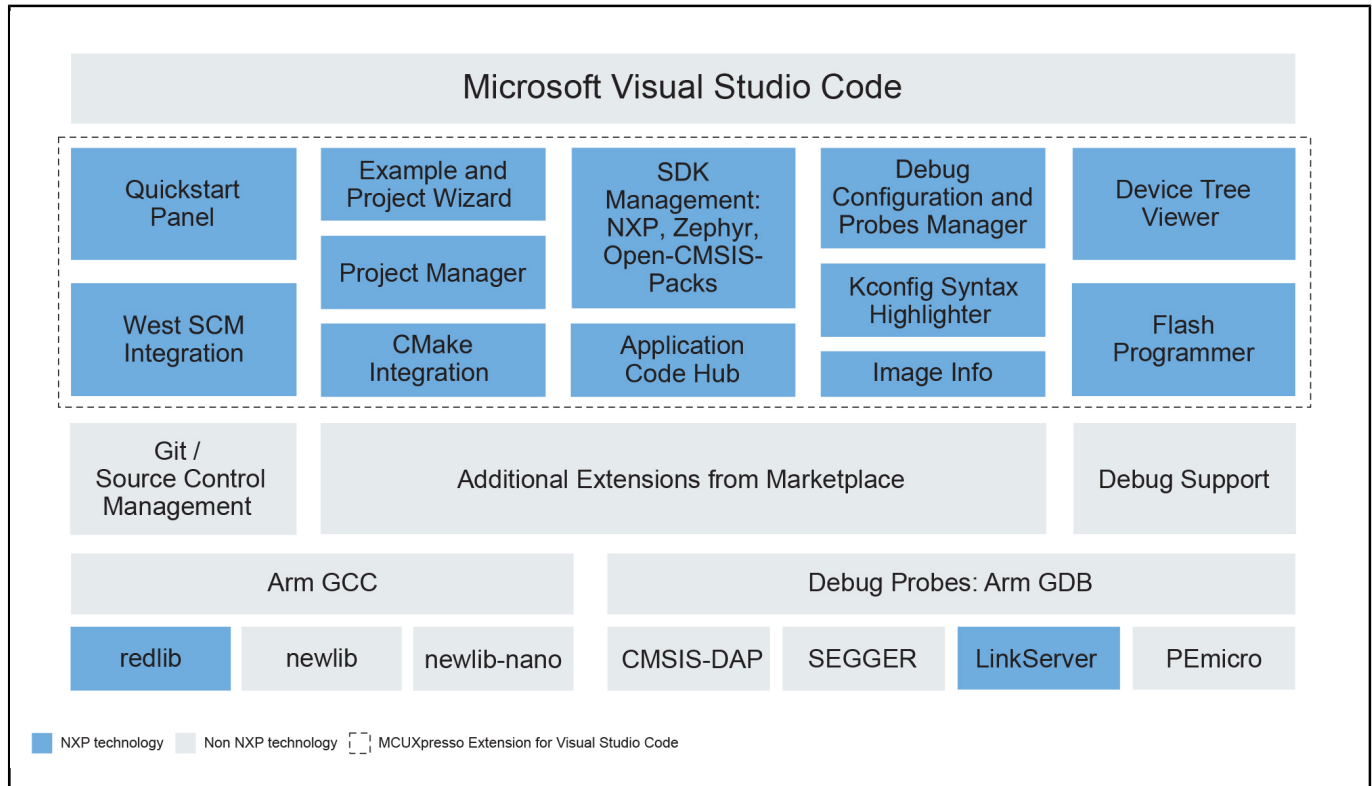 Microsoft Visual Studio Code
Quickstart
Panel
West SCM
Integration
Example and
Project Wizard
Project Manager
CMake
Integration
SDK
Management:
NXP, Zephyr,
Open-CMSIS-
Packs
Application
Code Hub
Debug
Configuration and
Probes Manager
Kconfig Syntax
Highlighter
Image Info
Device Tree
Viewer
Flash
Programmer
Git /
Source Control
Management
Additional Extensions from Marketplace
Debug Support
Arm GCC
Debug Probes: Arm GDB
redlib
newlib
newlib-nano
CMSIS-DAP
SEGGER
LinkServer
PEmicro
NXP technology
Non NXP technology
MCUXpresso Extension for Visual Studio Code